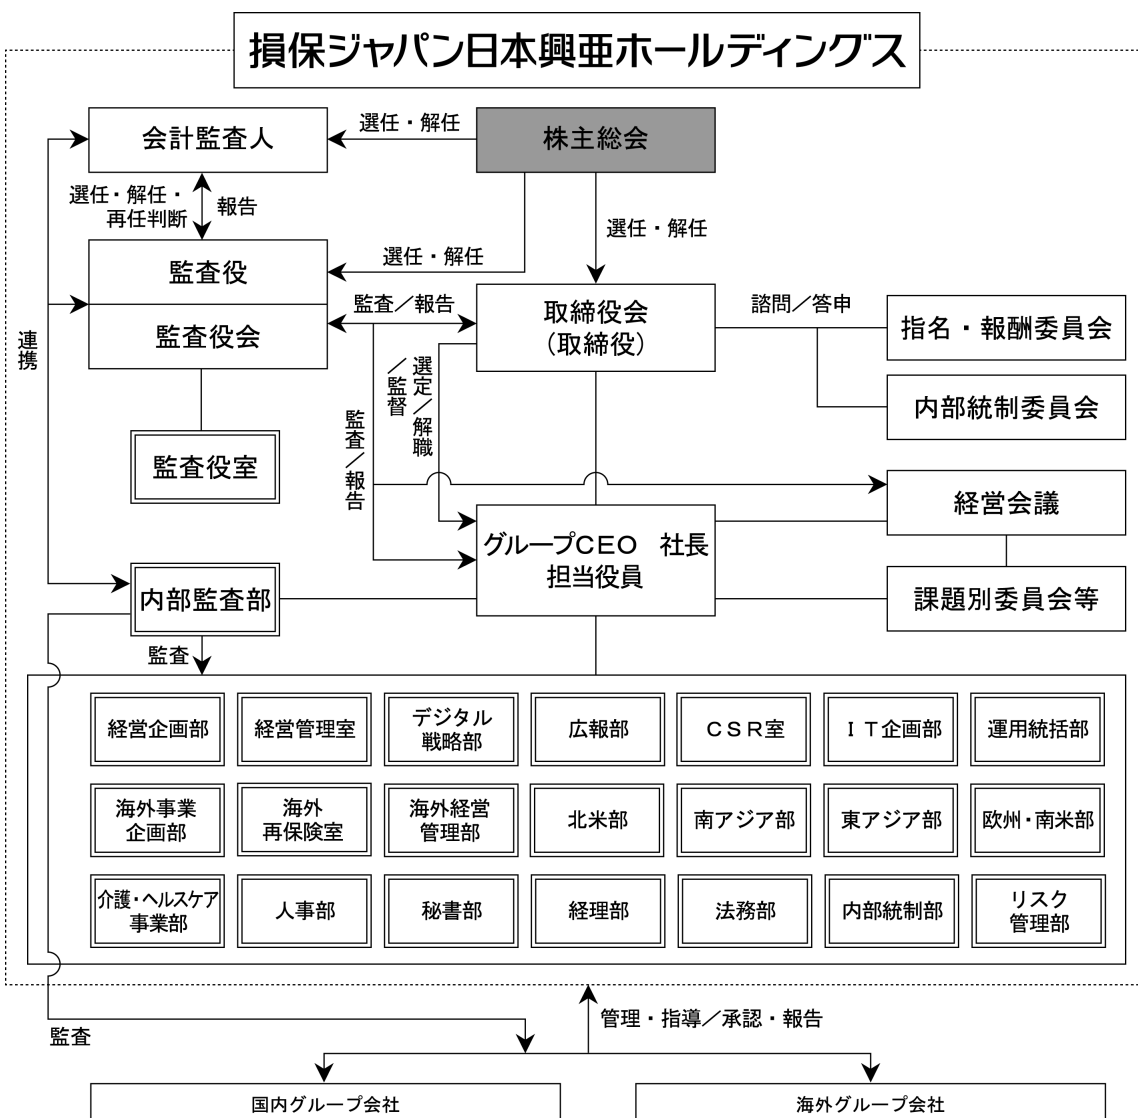 損保ジャパン日本興亜ホールディングス
会計監査人
選任・解任
株主総会
選任・解任・
再任判断
報告
選任・解任
選任・解任
監査役
監査役会
監査／報告
取締役会
（取締役）
諮問／答申
指名・報酬委員会
内部統制委員会
連携
選定／解職
／監督
監査／報告
監査役室
経営会議
グループCEO　社長
担当役員
課題別委員会等
内部監査部
監査
経営企画部
経営管理室
デジタル
戦略部
広報部
ＣＳＲ室
ＩＴ企画部
運用統括部
海外事業
企画部
海外
再保険室
海外経営
管理部
北米部
南アジア部
東アジア部
欧州・南米部
介護・ヘルスケア
事業部
人事部
秘書部
経理部
法務部
内部統制部
リスク
管理部
管理・指導／承認・報告
監査
国内グループ会社
海外グループ会社